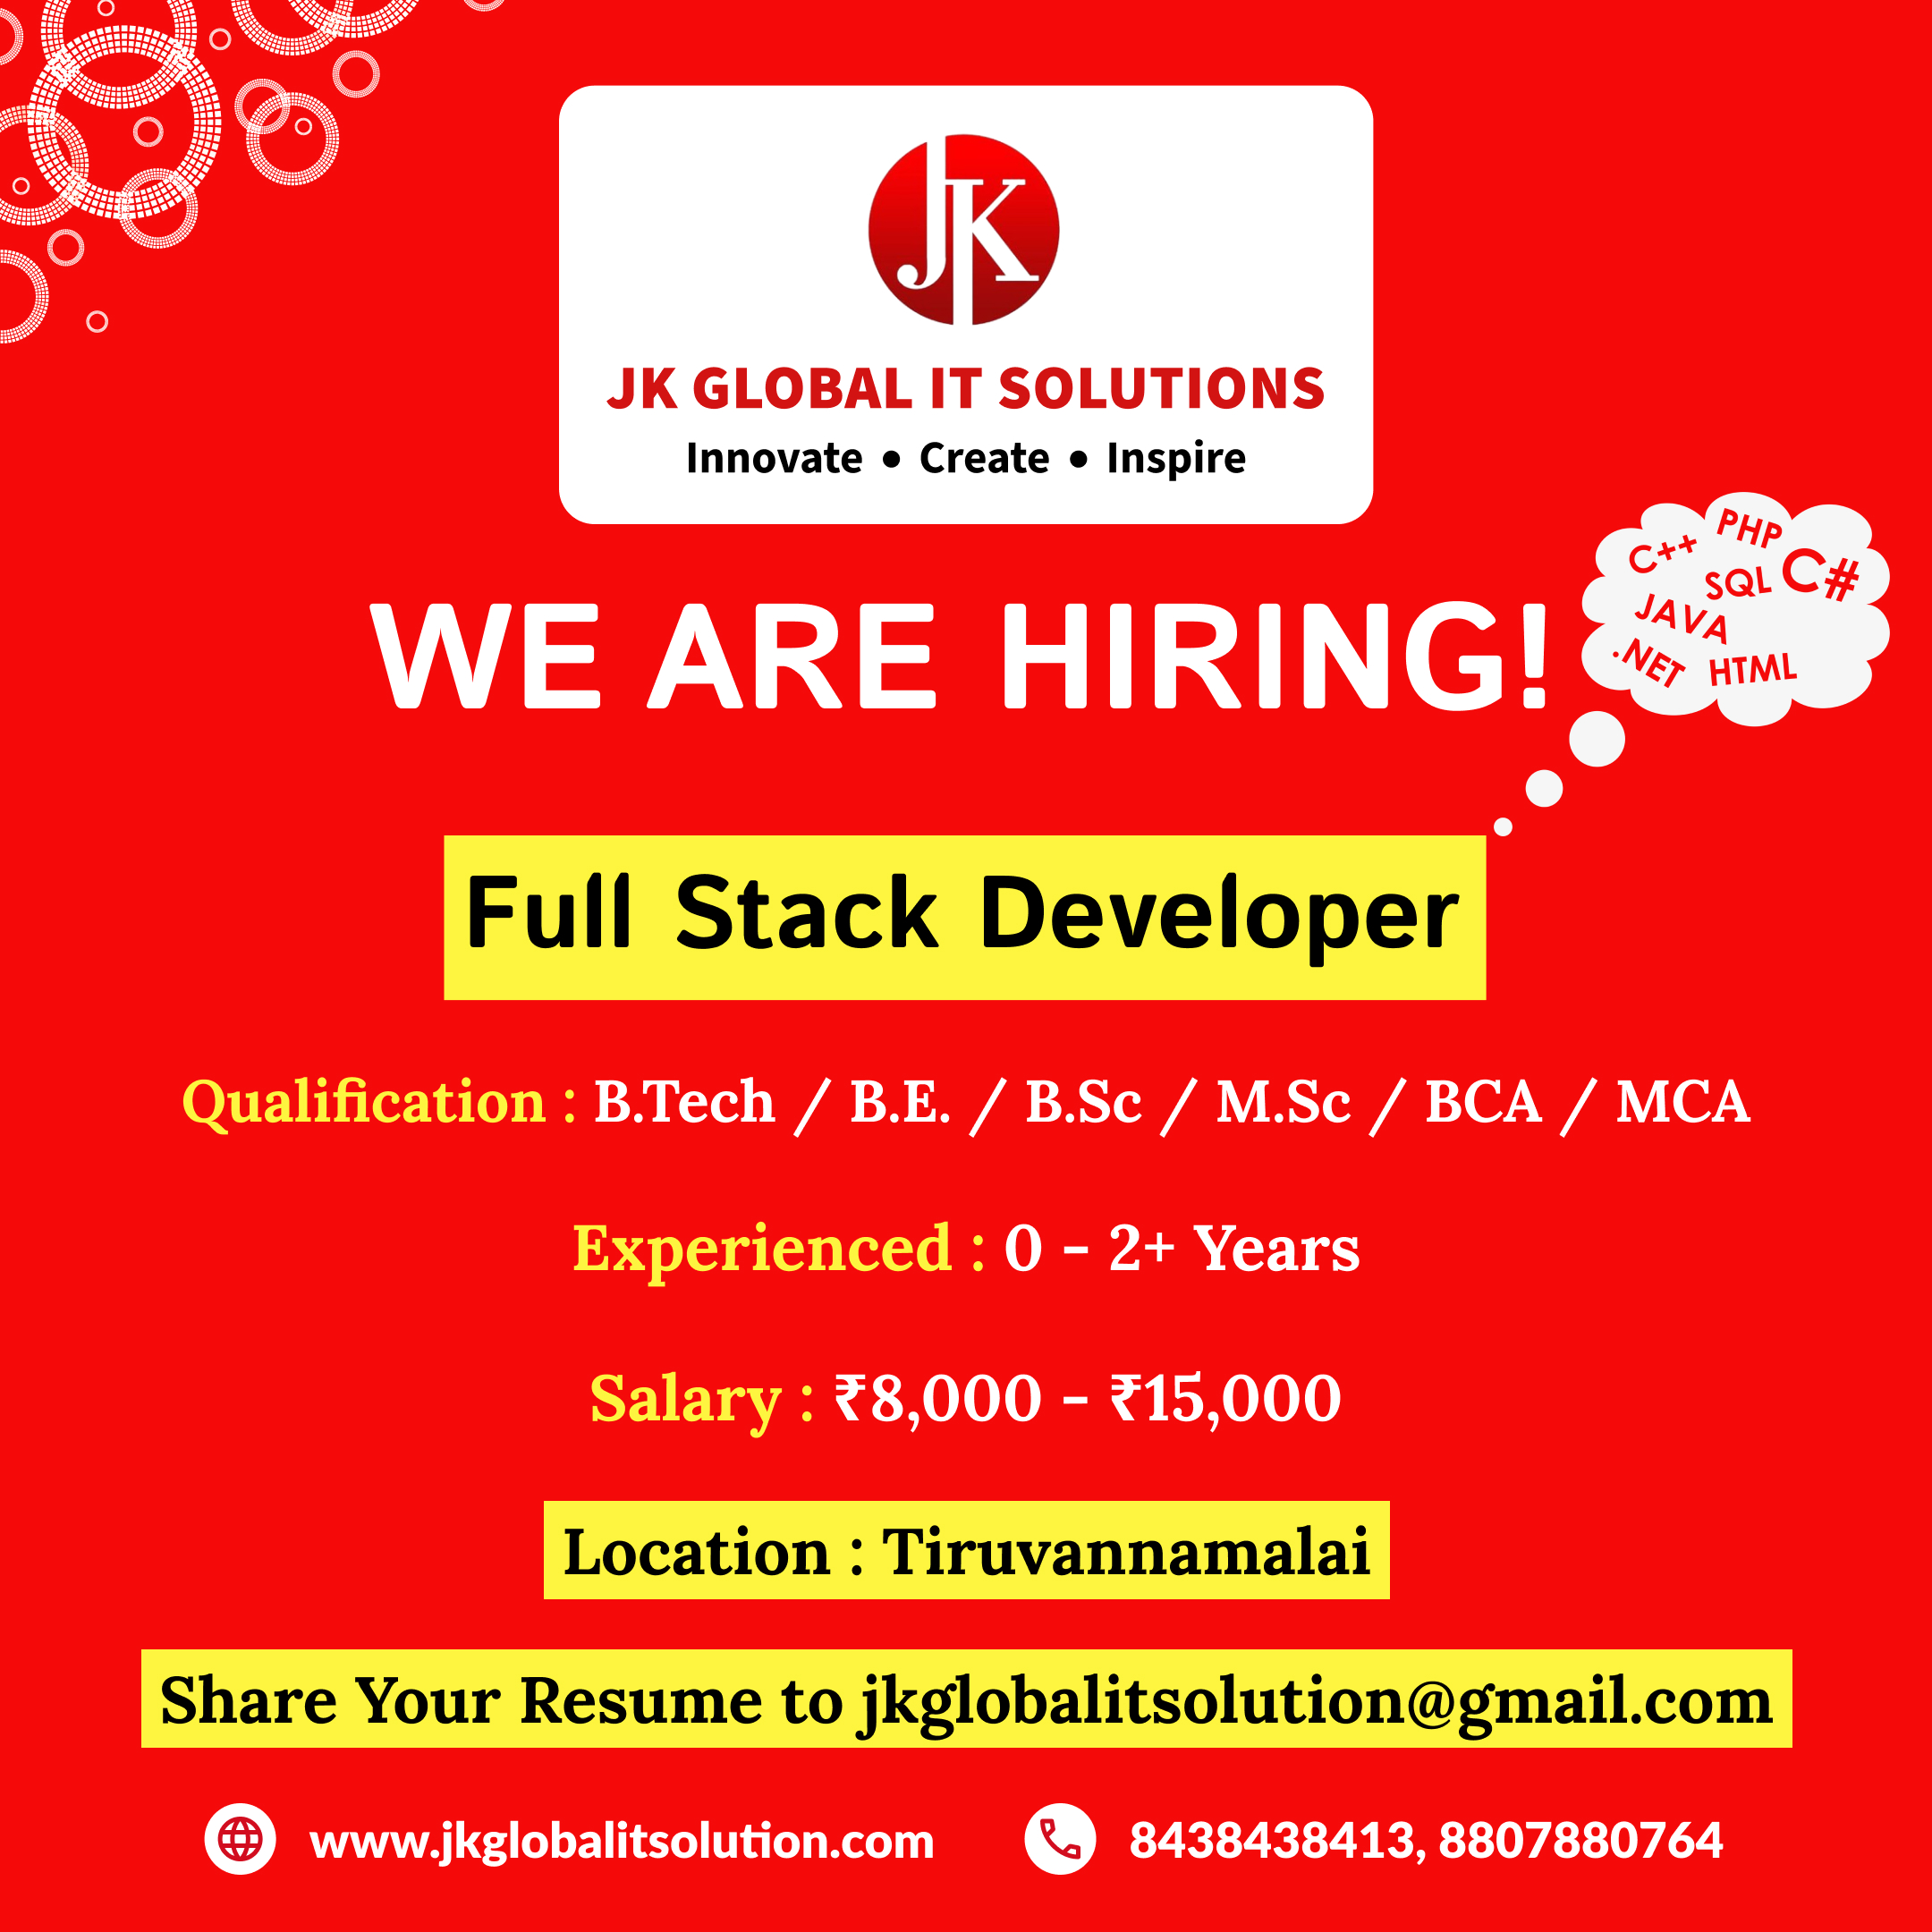 JK
JK GLOBAL IT SOLUTIONS
Innovate • Create • Inspire
WE ARE HIRING!
C++ PHP
SQL C#
JAVA
.NET HTML
Full Stack Developer
Qualification : B.Tech / B.E. / B.Sc / M.Sc / BCA / MCA
Experienced : 0 - 2+ Years
Salary : ₹8,000 - ₹15,000
Location : Tiruvannamalai
Share Your Resume to jkglobalitsolution@gmail.com
www.jkglobalitsolution.com 8438438413, 8807880764